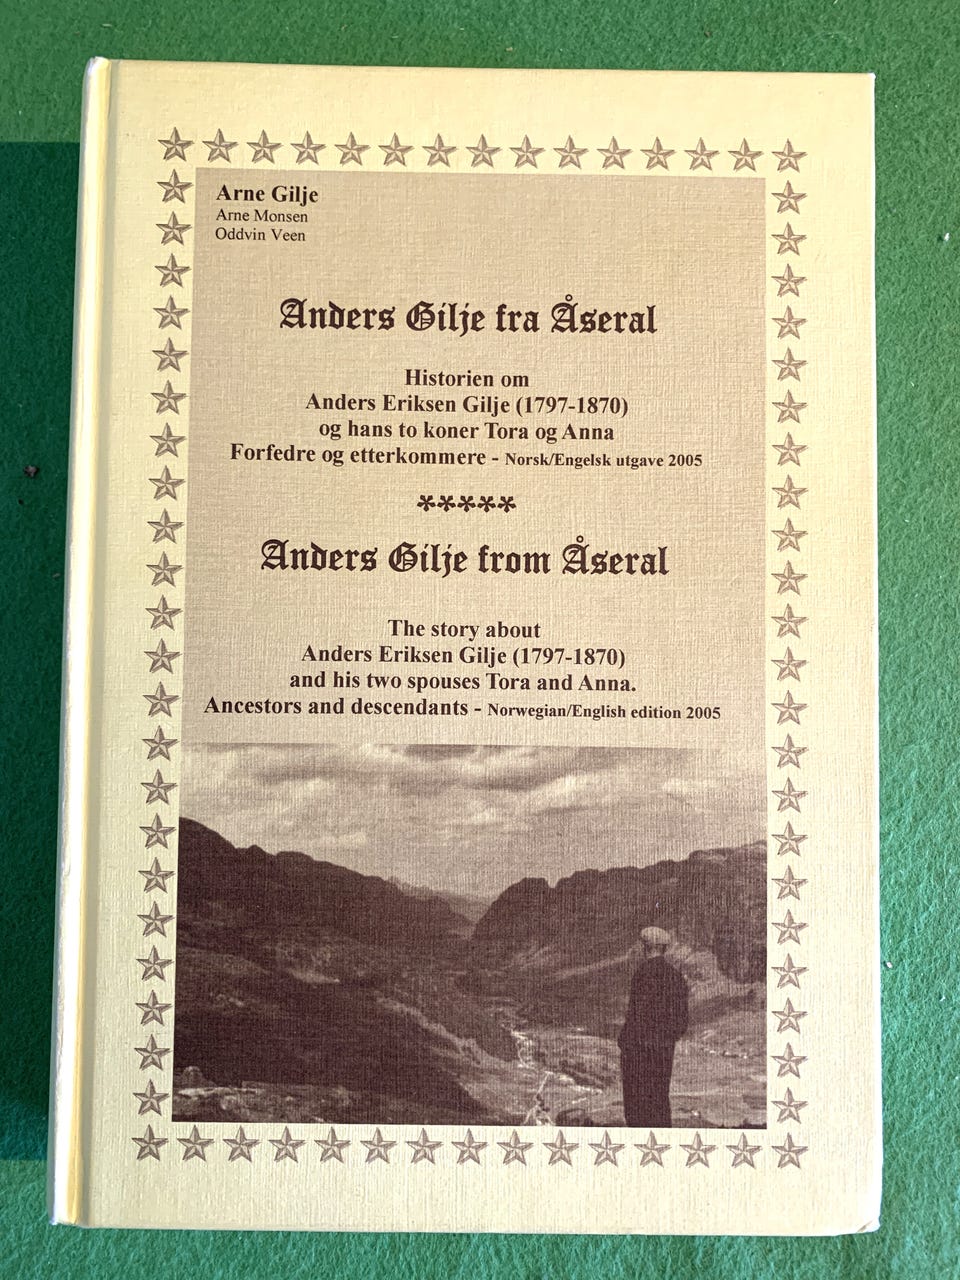 Arne Gilje
Arne Monsen
Oddvin Veen
Anders Gilje fra Åseral
Historien om
Anders Eriksen Gilje (1797-1870)
og hans to koner Tora og Anna
Forfedre og etterkommere - Norsk/Engelsk utgave 2005
*****
Anders Gilje from Åseral
The story about
Anders Eriksen Gilje (1797-1870)
and his two spouses Tora and Anna.
Ancestors and descendants - Norwegian/English edition 2005